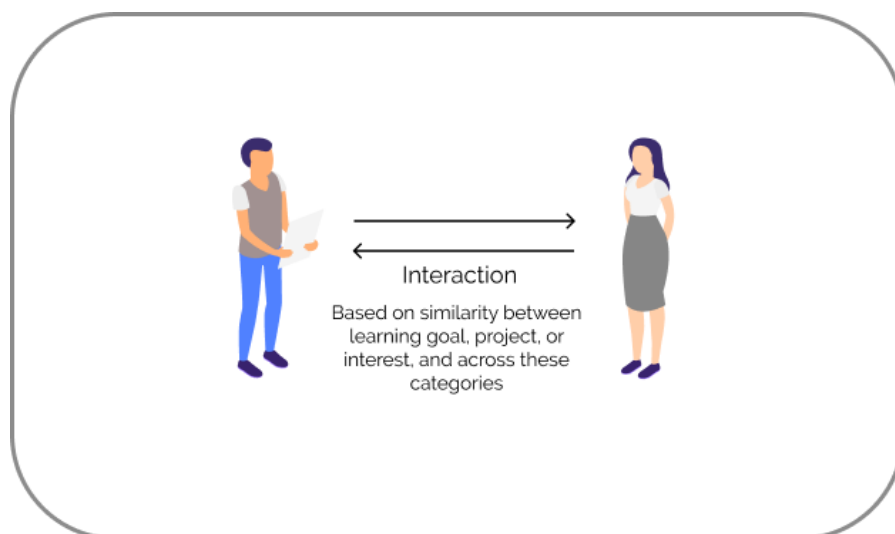 Interaction
Based on similarity between
learning goal, project, or
interest, and across these
categories